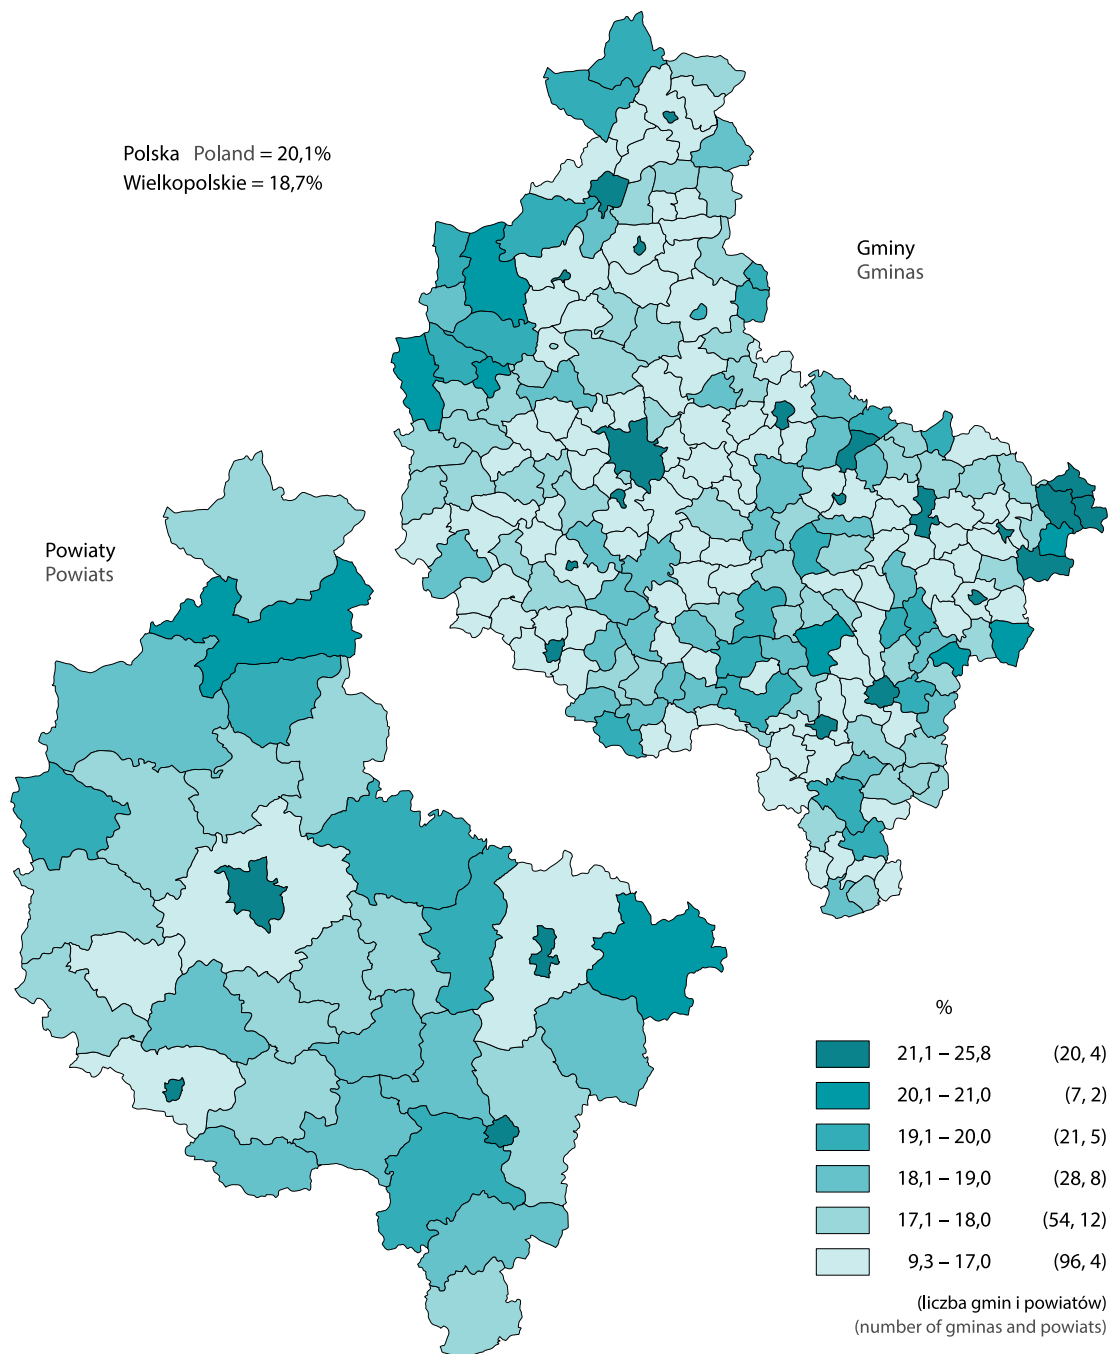 Polska Poland = 20,1%
Wielkopolskie = 18,7%
Gminy
Gminas
Powiaty
Powiats
%
21,1 – 25,8 (20, 4)
20,1 – 21,0 (7, 2)
19,1 – 20,0 (21, 5)
18,1 – 19,0 (28, 8)
17,1 – 18,0 (54, 12)
9,3 – 17,0 (96, 4)
(liczba gmin i powiatów)
(number of gminas and powiats)